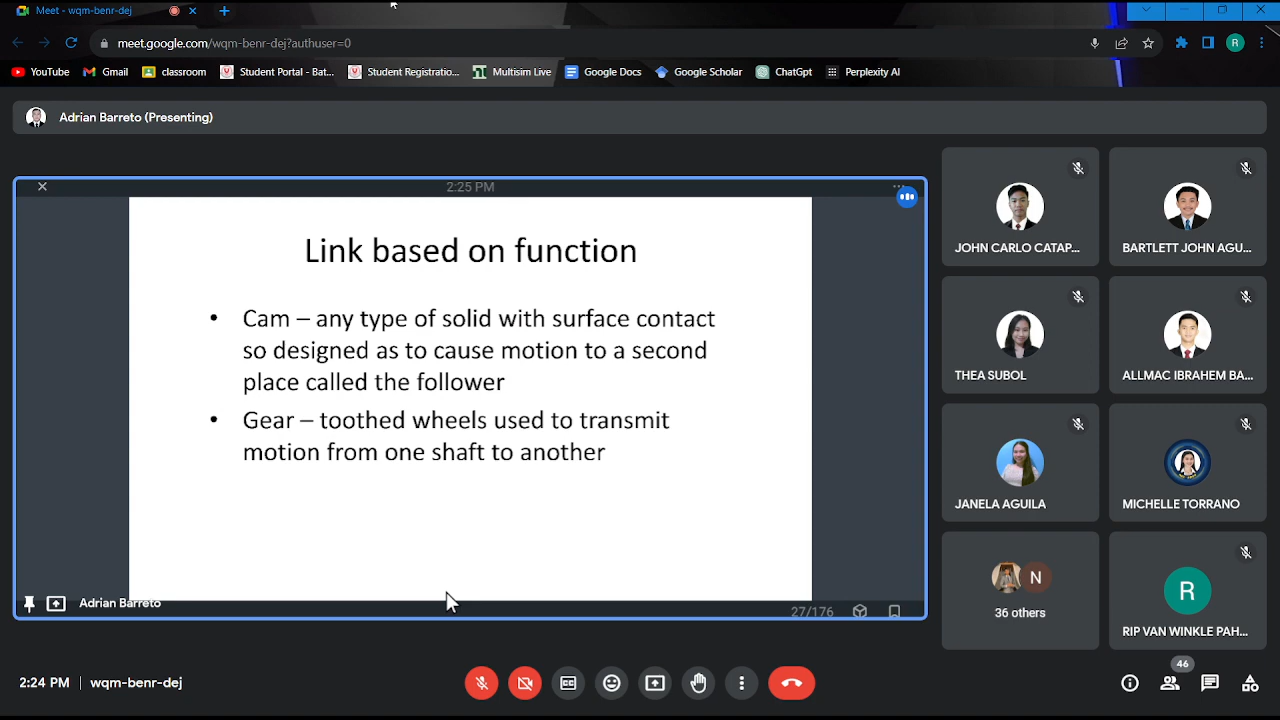 Meet - wqm-benr-dej
meet.google.com/wqm-benr-dej?authuser=0
R
YouTube
Gmail
classroom
Student Portal - Bat...
Student Registratio...
Multisim Live
Google Docs
Google Scholar
ChatGpt
Perplexity AI
Adrian Barreto (Presenting)
2:25 PM
Link based on function
• Cam – any type of solid with surface contact
so designed as to cause motion to a second
place called the follower
• Gear – toothed wheels used to transmit
motion from one shaft to another
Adrian Barreto
27/176
JOHN CARLO CATAP...
BARTLETT JOHN AGU...
THEA SUBOL
ALLMAC IBRAHEM BA...
JANELA AGUILA
MICHELLE TORRANO
N
36 others
R
RIP VAN WINKLE PAH...
2:24 PM | wqm-benr-dej
46